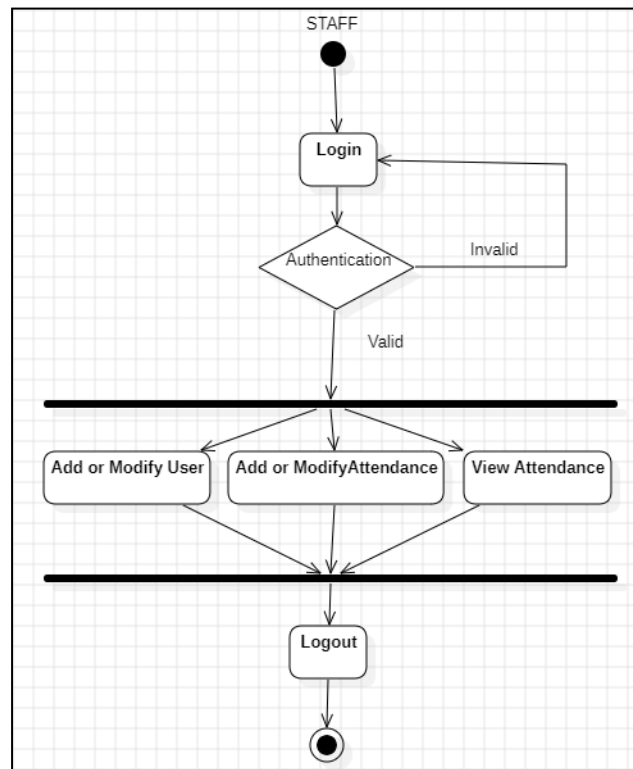 STAFF
Login
Authentication
Invalid
Valid
Add or Modify User
Add or ModifyAttendance
View Attendance
Logout